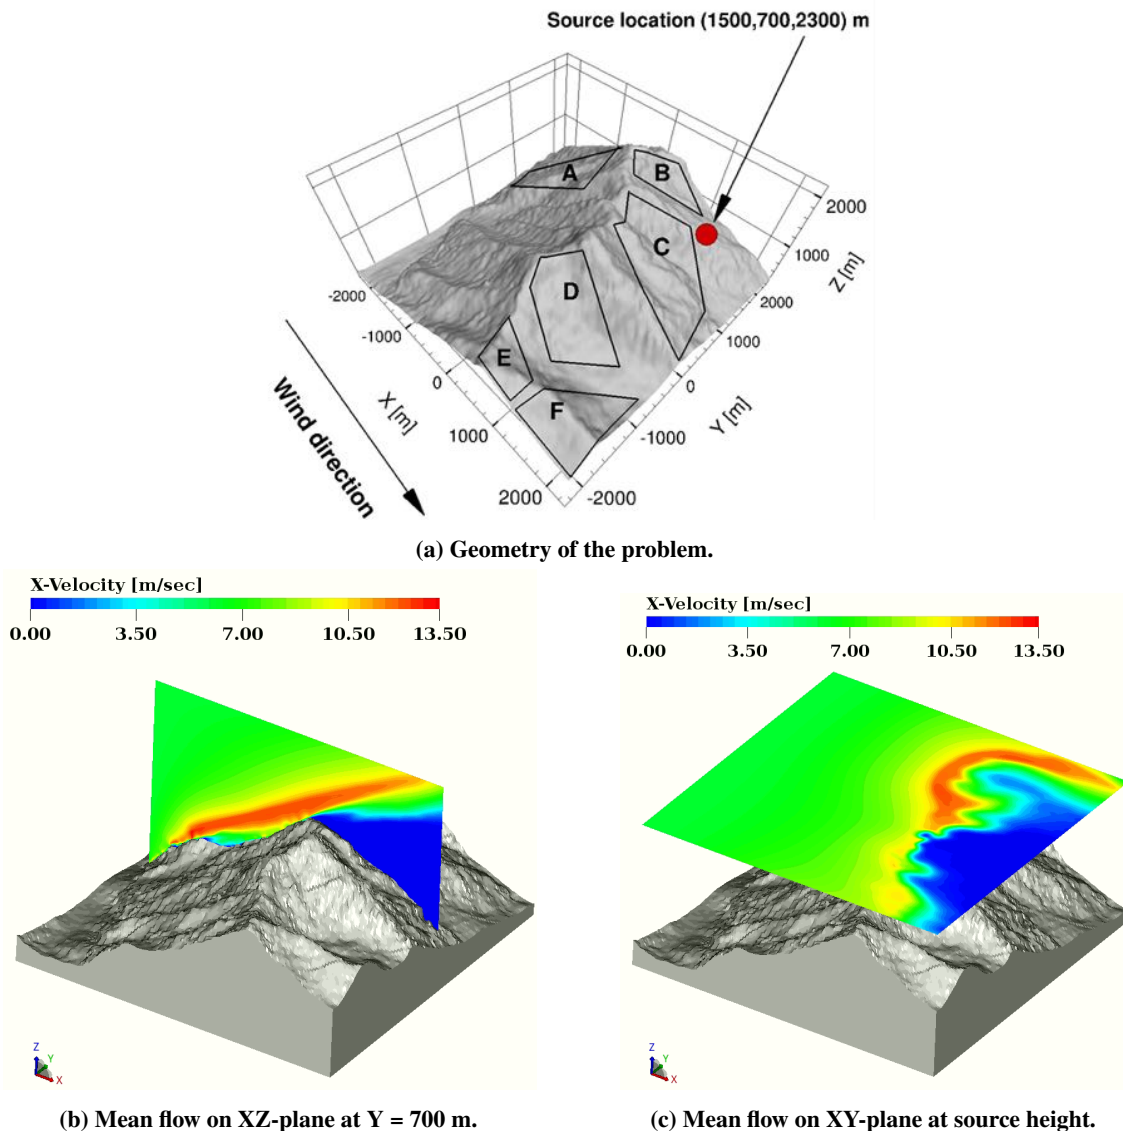 Source location (1500,700,2300) m
A
B
C
D
E
F
2000
1000
Z [m]
2000
1000
0
-1000
-2000
Y [m]
-2000
-1000
0
1000
2000
X [m]
Wind direction
(a) Geometry of the problem.
X-Velocity [m/sec]
0.00 3.50 7.00 10.50 13.50
Z
Y
X
(b) Mean flow on XZ-plane at Y = 700 m.
X-Velocity [m/sec]
0.00 3.50 7.00 10.50 13.50
Z
Y
X
(c) Mean flow on XY-plane at source height.